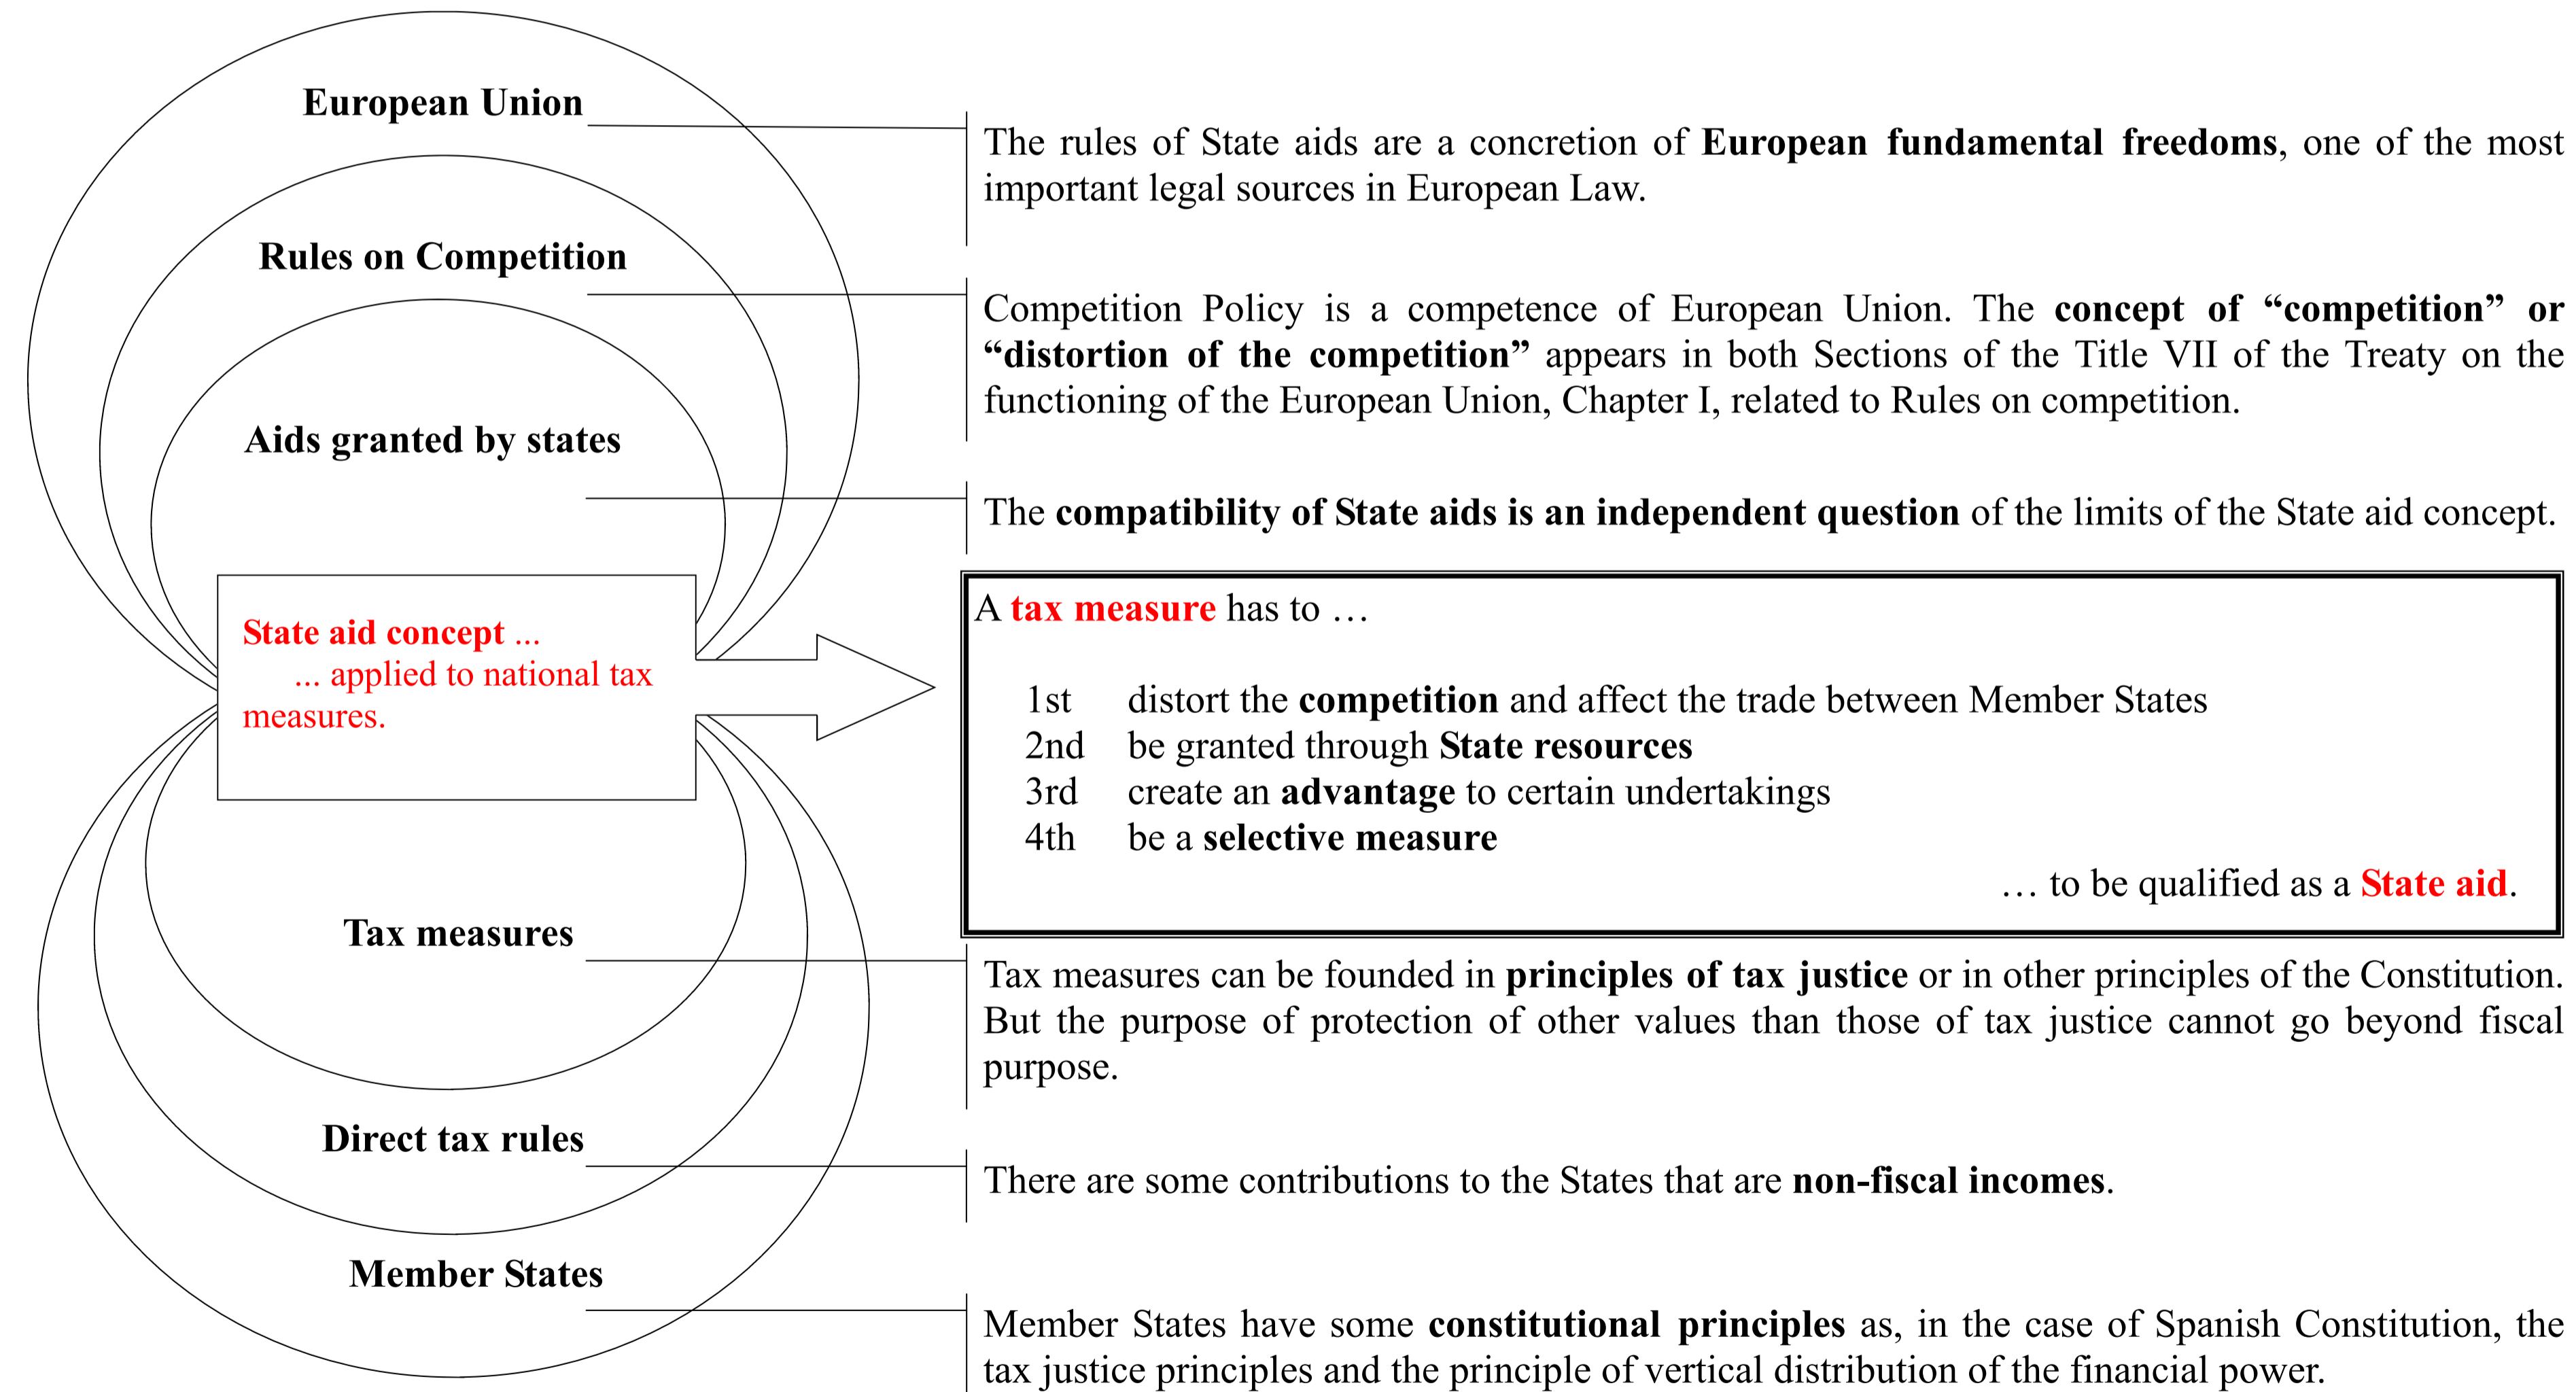 European Union
The rules of State aids are a concretion of European fundamental freedoms, one of the most
important legal sources in European Law.
Rules on Competition
Competition Policy is a competence of European Union. The concept of “competition” or
“distortion of the competition” appears in both Sections of the Title VII of the Treaty on the
functioning of the European Union, Chapter I, related to Rules on competition.
Aids granted by states
The compatibility of State aids is an independent question of the limits of the State aid concept.
State aid concept ...
... applied to national tax
measures.
A tax measure has to …
1st distort the competition and affect the trade between Member States
2nd be granted through State resources
3rd create an advantage to certain undertakings
4th be a selective measure
… to be qualified as a State aid.
Tax measures
Tax measures can be founded in principles of tax justice or in other principles of the Constitution.
But the purpose of protection of other values than those of tax justice cannot go beyond fiscal
purpose.
Direct tax rules
There are some contributions to the States that are non-fiscal incomes.
Member States
Member States have some constitutional principles as, in the case of Spanish Constitution, the
tax justice principles and the principle of vertical distribution of the financial power.